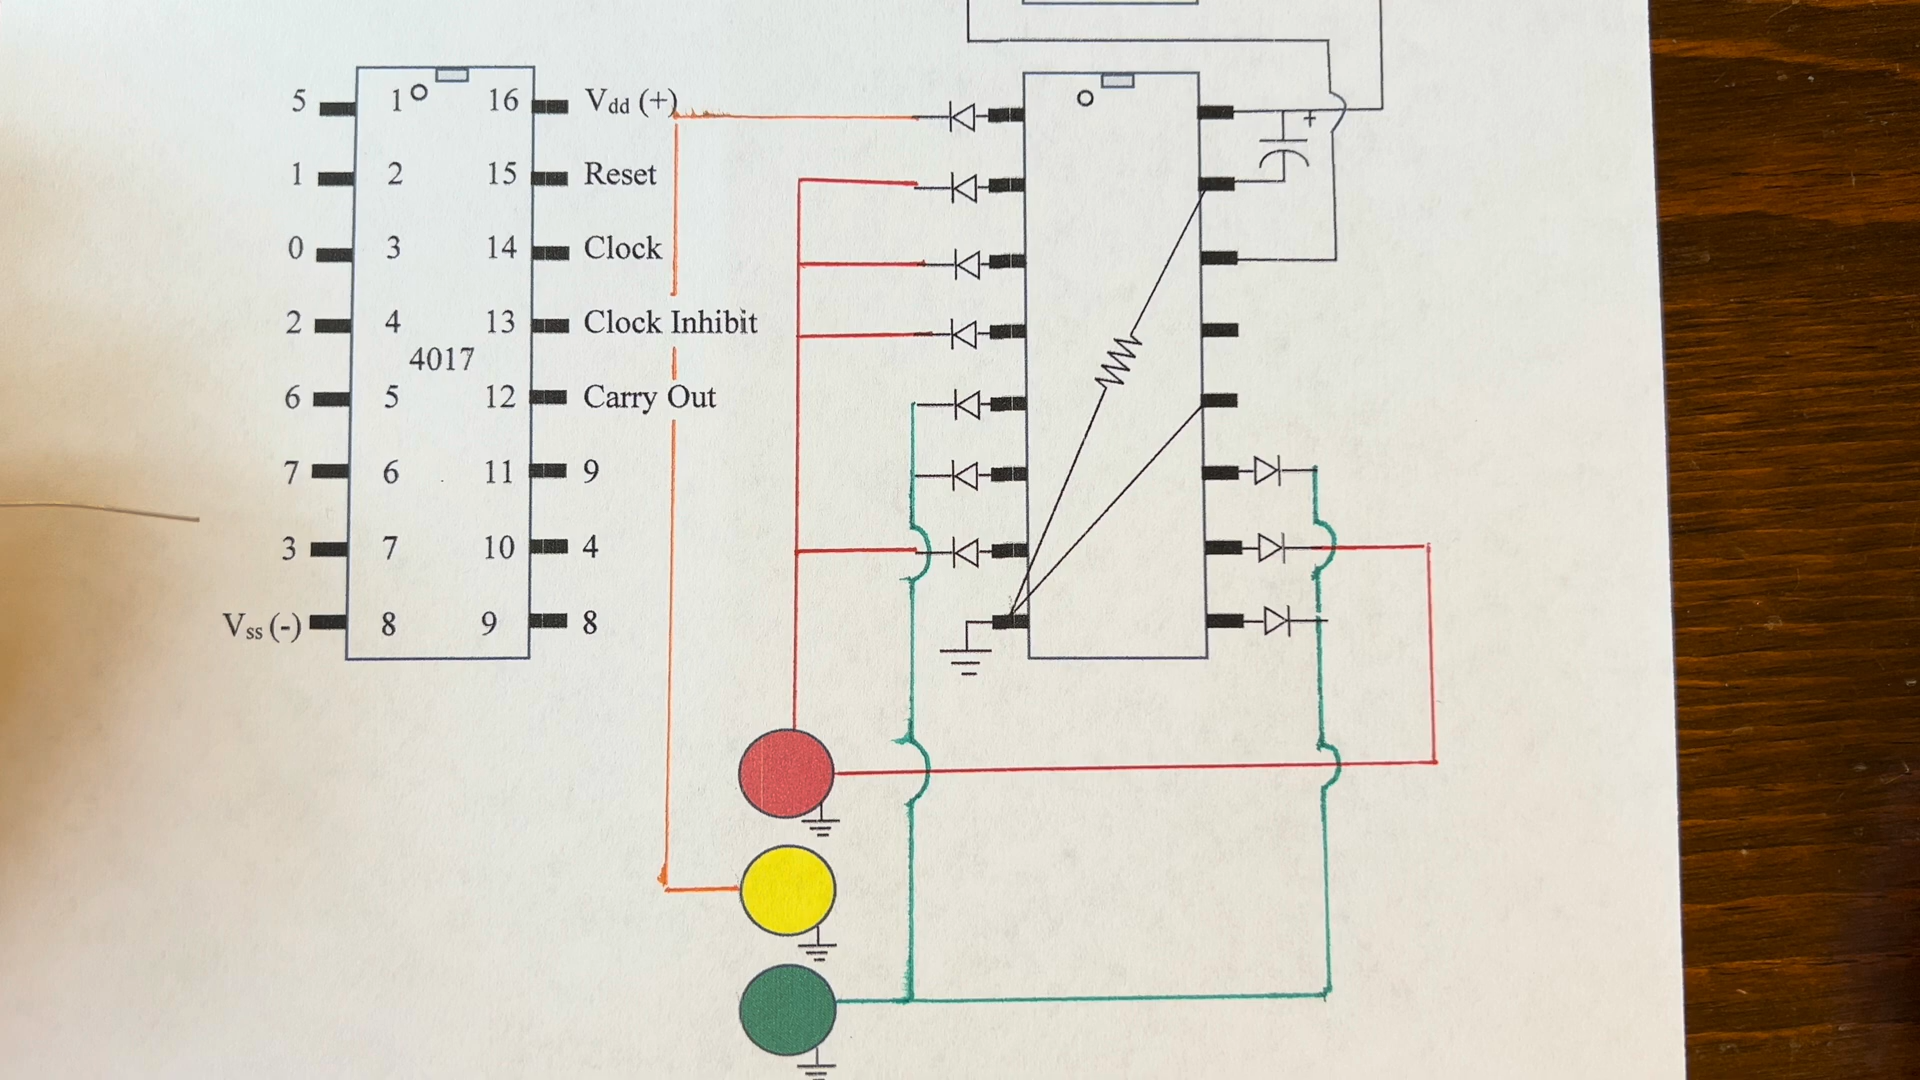 5 1 16 Vdd (+)
1 2 15 Reset
0 3 14 Clock
2 4 13 Clock Inhibit
4017
6 5 12 Carry Out
7 6 11 9
3 7 10 4
Vss (-) 8 9 8
+